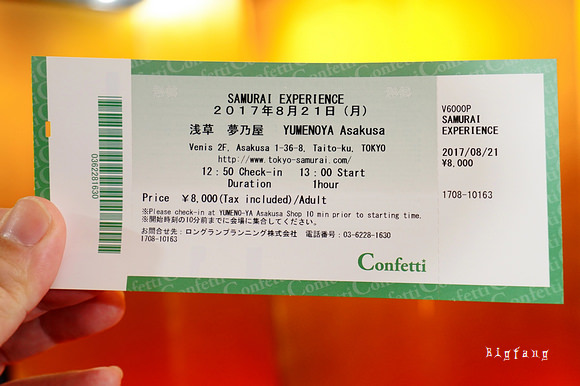 SAMURAI EXPERIENCE
2017年8月21日(月)
浅草 夢乃屋 YUMENOYA Asakusa
Venis 2F, Asakusa 1-36-8, Taito-ku, TOKYO
http://www.tokyo-samurai.com/
12:50 Check-in 13:00 Start
Duration 1hour
Price ¥8,000(Tax included)/Adult
※Please check-in at YUMENO-YA Asakusa Shop 10 min prior to starting time.
※開始時刻の10分前までに会場に集合してください。
お問合せ先：ロングランプランニング株式会社 電話番号：03-6228-1630
1708-10163
Confetti
0362281630
V6000P
SAMURAI
EXPERIENCE
2017/08/21
¥8,000
1708-10163
Bigfang